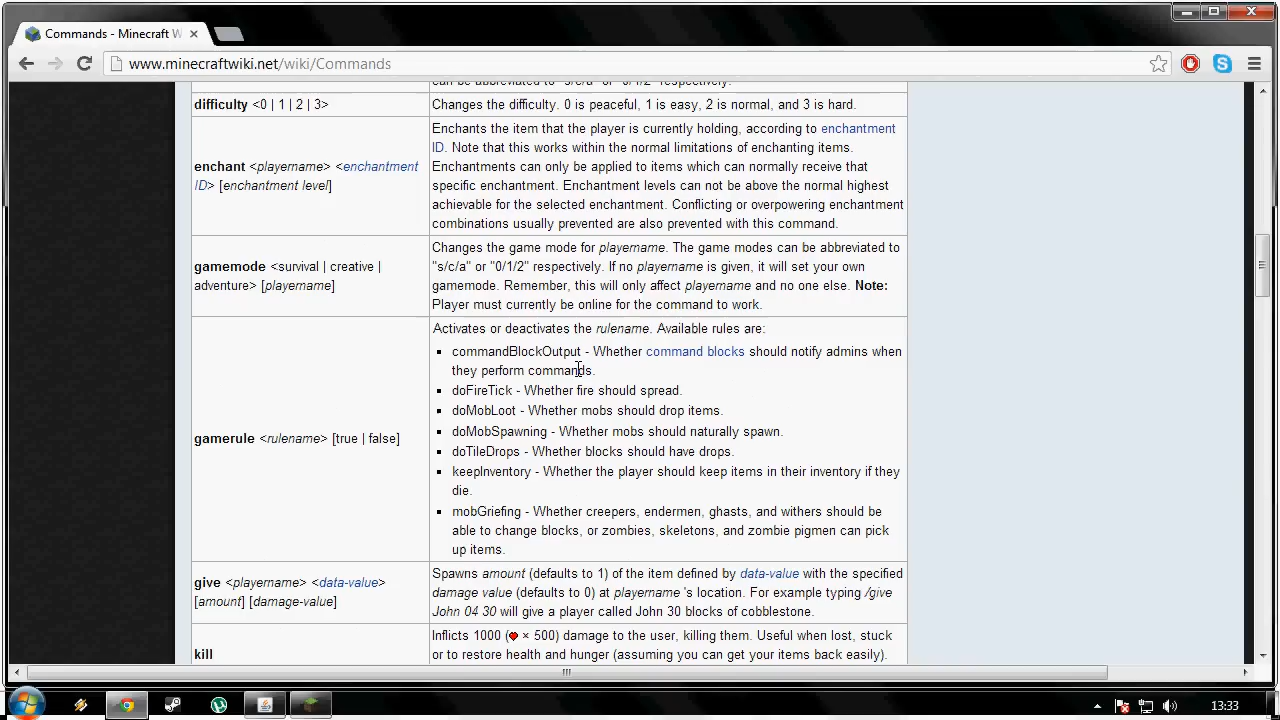 Commands - Minecraft W
www.minecraftwiki.net/wiki/Commands
difficulty <0 | 1 | 2 | 3>
Changes the difficulty. 0 is peaceful, 1 is easy, 2 is normal, and 3 is hard.
enchant <playername> <enchantment
ID> [enchantment level]
Enchants the item that the player is currently holding, according to enchantment
ID. Note that this works within the normal limitations of enchanting items.
Enchantments can only be applied to items which can normally receive that
specific enchantment. Enchantment levels can not be above the normal highest
achievable for the selected enchantment. Conflicting or overpowering enchantment
combinations usually prevented are also prevented with this command.
gamemode <survival | creative |
adventure> [playername]
Changes the game mode for playername. The game modes can be abbreviated to
"s/c/a" or "0/1/2" respectively. If no playername is given, it will set your own
gamemode. Remember, this will only affect playername and no one else. Note:
Player must currently be online for the command to work.
gamerule <rulename> [true | false]
Activates or deactivates the rulename. Available rules are:
commandBlockOutput - Whether command blocks should notify admins when
they perform commands.
doFireTick - Whether fire should spread.
doMobLoot - Whether mobs should drop items.
doMobSpawning - Whether mobs should naturally spawn.
doTileDrops - Whether blocks should have drops.
keepInventory - Whether the player should keep items in their inventory if they
die.
mobGriefing - Whether creepers, endermen, ghasts, and withers should be
able to change blocks, or zombies, skeletons, and zombie pigmen can pick
up items.
give <playername> <data-value>
[amount] [damage-value]
Spawns amount (defaults to 1) of the item defined by data-value with the specified
damage value (defaults to 0) at playername 's location. For example typing /give
John 04 30 will give a player called John 30 blocks of cobblestone.
kill
Inflicts 1000 (♥ × 500) damage to the user, killing them. Useful when lost, stuck
or to restore health and hunger (assuming you can get your items back easily).
13:33